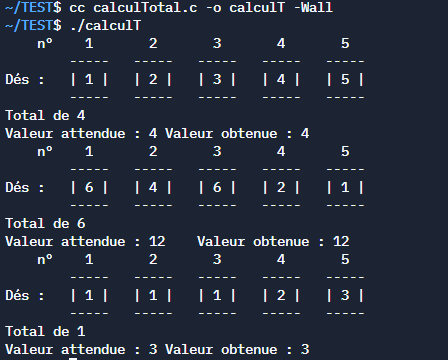 ~/TEST$ cc calculTotal.c -o calculT -Wall
~/TEST$ ./calculT
    n°    1       2       3       4       5
        -----   -----   -----   -----   -----
Dés :   | 1 |   | 2 |   | 3 |   | 4 |   | 5 |
        -----   -----   -----   -----   -----
Total de 4
Valeur attendue : 4 Valeur obtenue : 4
    n°    1       2       3       4       5
        -----   -----   -----   -----   -----
Dés :   | 6 |   | 4 |   | 6 |   | 2 |   | 1 |
        -----   -----   -----   -----   -----
Total de 6
Valeur attendue : 12    Valeur obtenue : 12
    n°    1       2       3       4       5
        -----   -----   -----   -----   -----
Dés :   | 1 |   | 1 |   | 1 |   | 2 |   | 3 |
        -----   -----   -----   -----   -----
Total de 1
Valeur attendue : 3 Valeur obtenue : 3